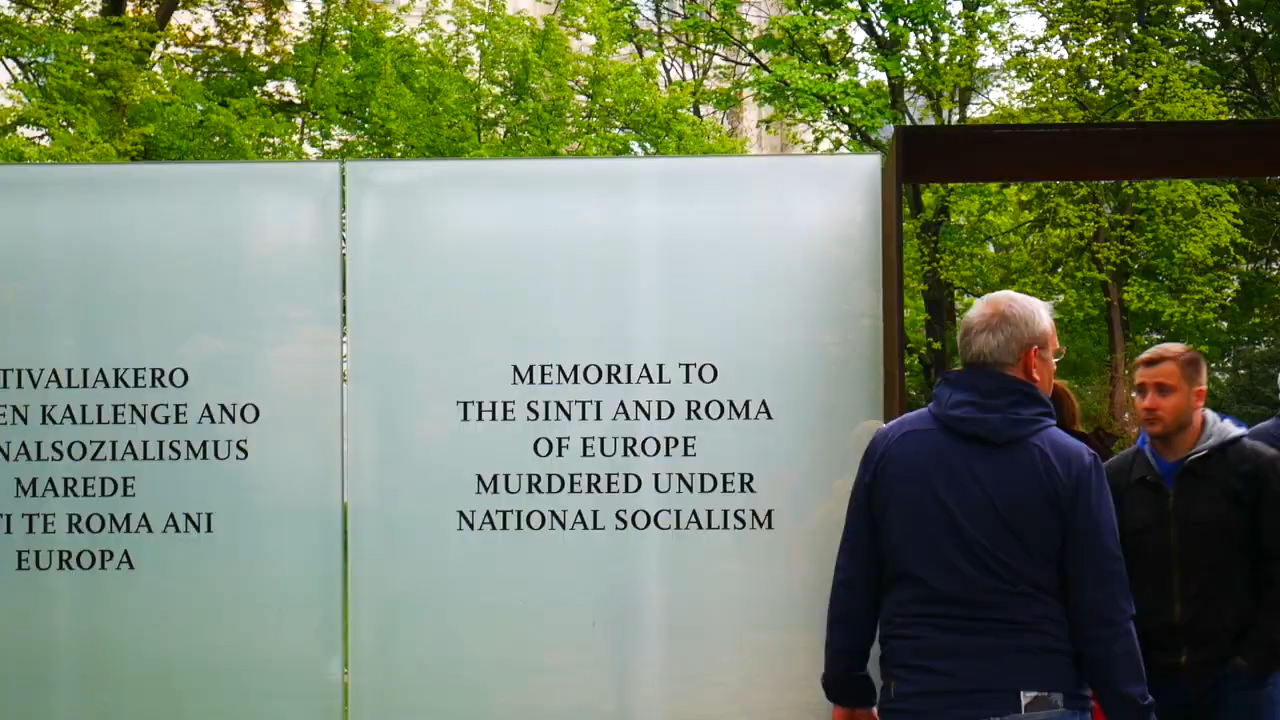 TIVALIAKERO
EN KALLENGE ANO
NALSOZIALISMUS
MAREDE
TI TE ROMA ANI
EUROPA
MEMORIAL TO
THE SINTI AND ROMA
OF EUROPE
MURDERED UNDER
NATIONAL SOCIALISM